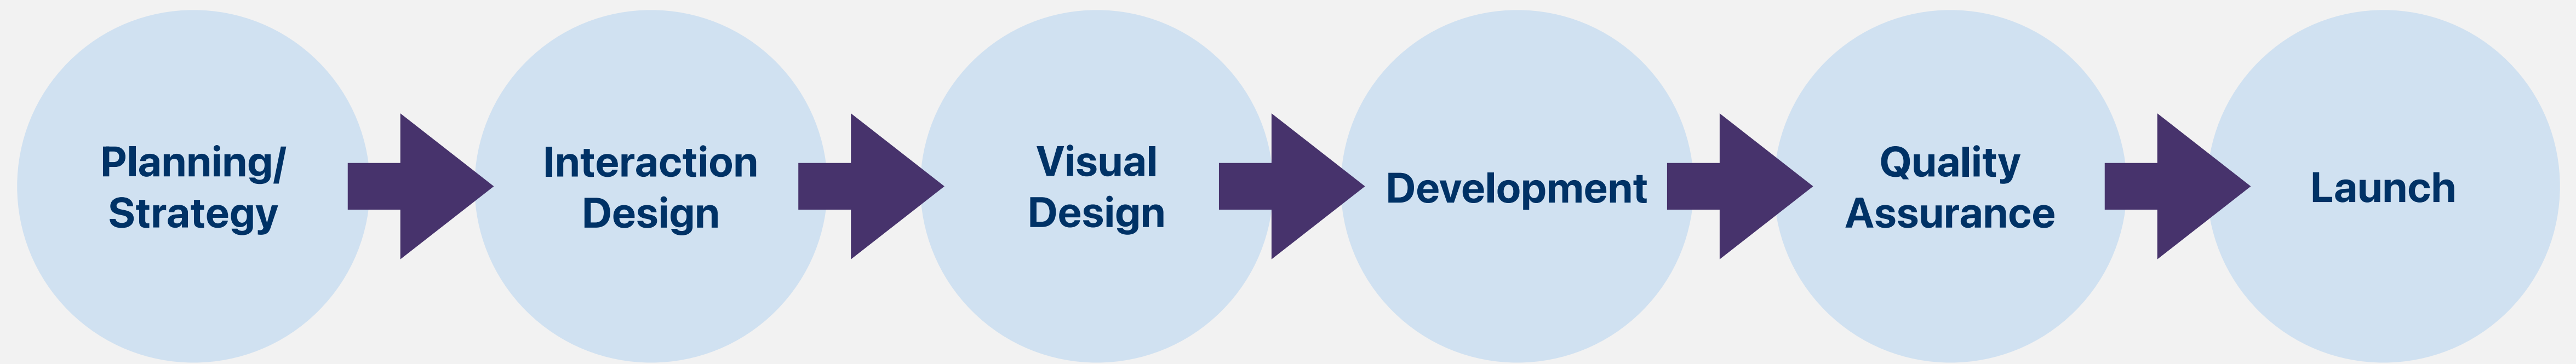 Planning/
Strategy
Interaction
Design
Visual
Design
Development
Quality
Assurance
Launch